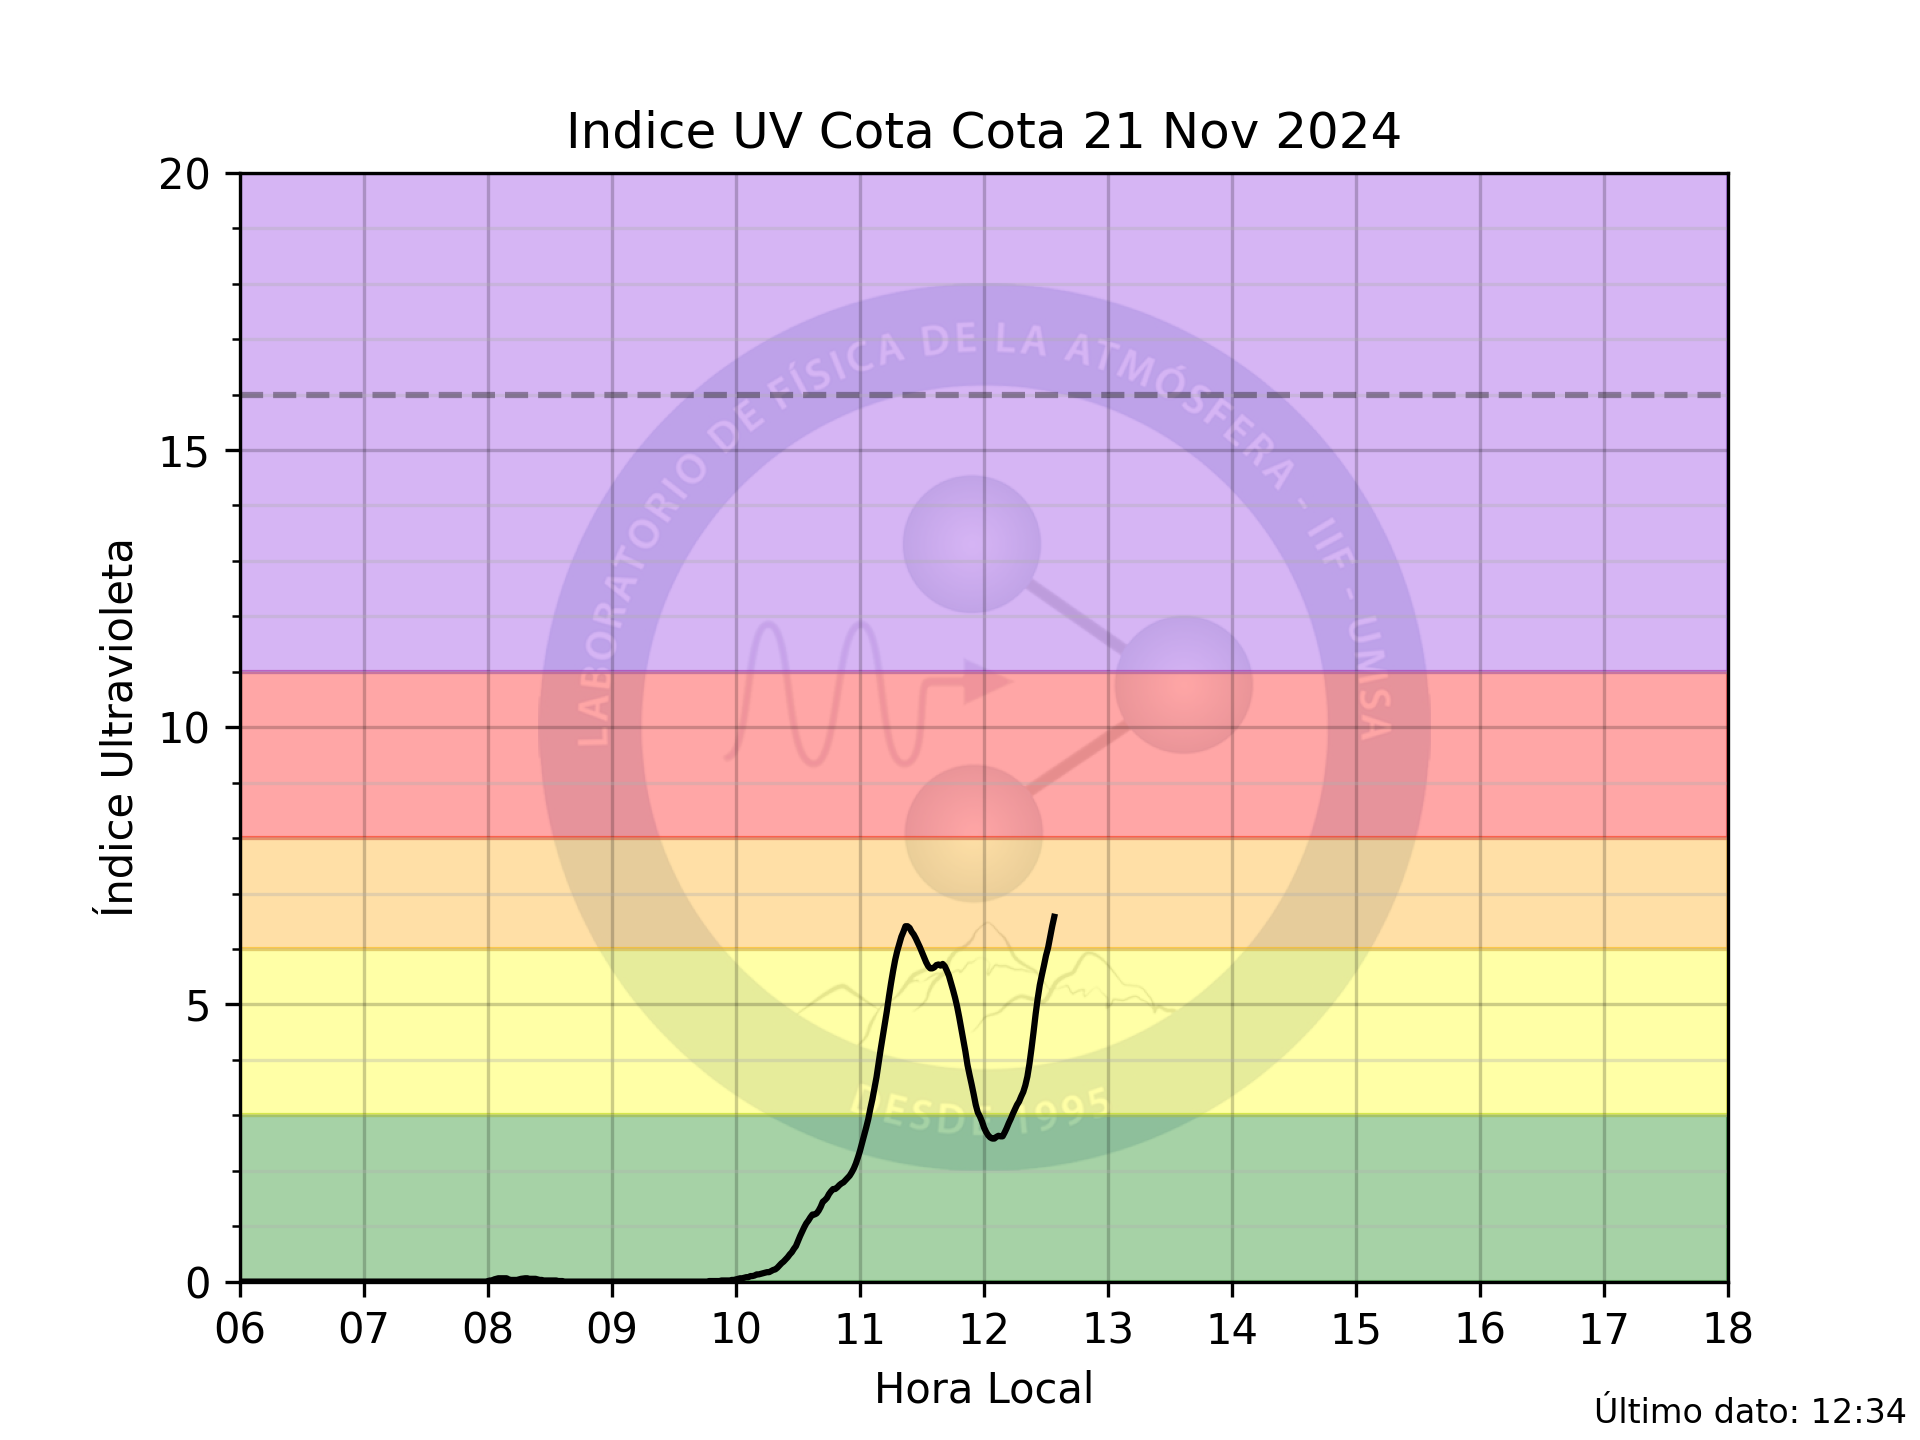 Indice UV Cota Cota 21 Nov 2024
20
15
10
5
0
Índice Ultravioleta
LABORATORIO DE FÍSICA DE LA ATMÓSFERA - IIF - UMSA
DESDE 1995
06 07 08 09 10 11 12 13 14 15 16 17 18
Hora Local
Último dato: 12:34